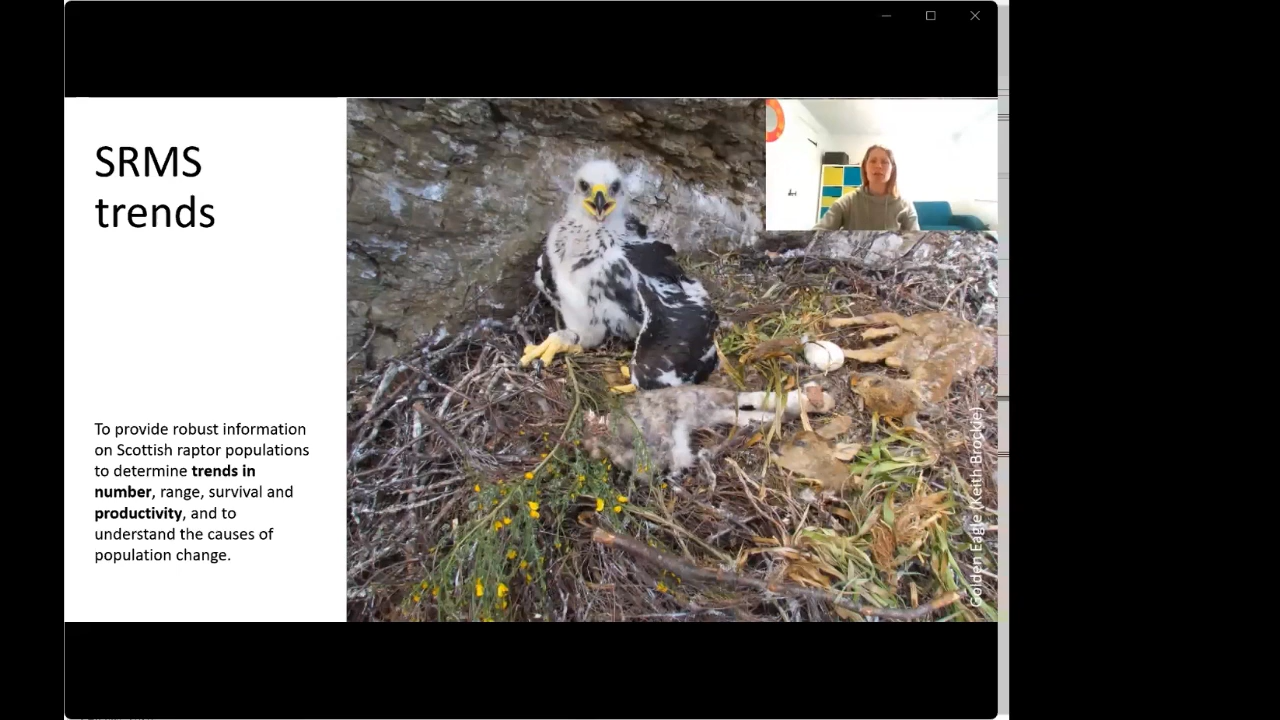 SRMS
trends
To provide robust information
on Scottish raptor populations
to determine trends in
number, range, survival and
productivity, and to
understand the causes of
population change.
Golden Eagle (Keith Brockie)